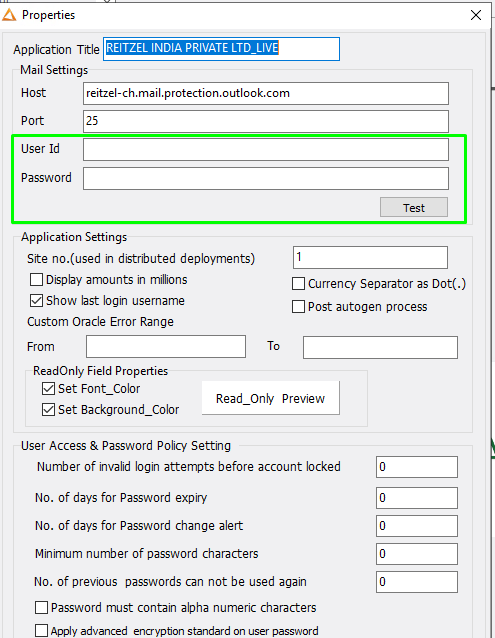 Properties
Application Title REITZEL INDIA PRIVATE LTD_LIVE
Mail Settings
Host reitzel-ch.mail.protection.outlook.com
Port 25
User Id
Password
Test
Application Settings
Site no.(used in distributed deployments) 1
Display amounts in millions
Currency Separator as Dot(.)
Show last login username
Post autogen process
Custom Oracle Error Range
From To
ReadOnly Field Properties
Set Font_Color
Set Background_Color
Read_Only Preview
User Access & Password Policy Setting
Number of invalid login attempts before account locked 0
No. of days for Password expiry 0
No. of days for Password change alert 0
Minimum number of password characters 0
No. of previous passwords can not be used again 0
Password must contain alpha numeric characters
Apply advanced encryption standard on user password